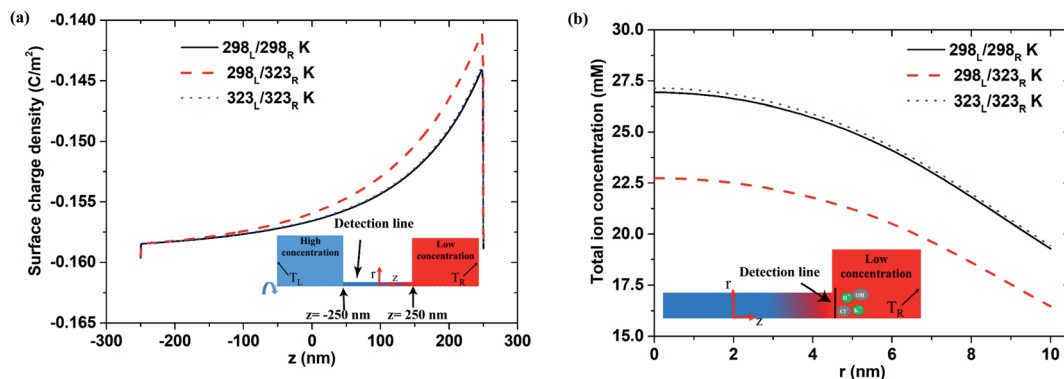 (a)
Surface charge density (C/m²)
-0.140
-0.145
-0.150
-0.155
-0.160
-0.165
298L/298R K
298L/323R K
323L/323R K
Detection line
High
concentration
Low
concentration
TL
r
z
TR
z= -250 nm
z= 250 nm
-300
-200
-100
0
100
200
300
z (nm)
(b)
Total ion concentration (mM)
30.0
27.5
25.0
22.5
20.0
17.5
15.0
298L/298R K
298L/323R K
323L/323R K
Detection line
Low
concentration
r
z
H⁺
OH⁻
Cl⁻
K⁺
TR
0
2
4
6
8
10
r (nm)